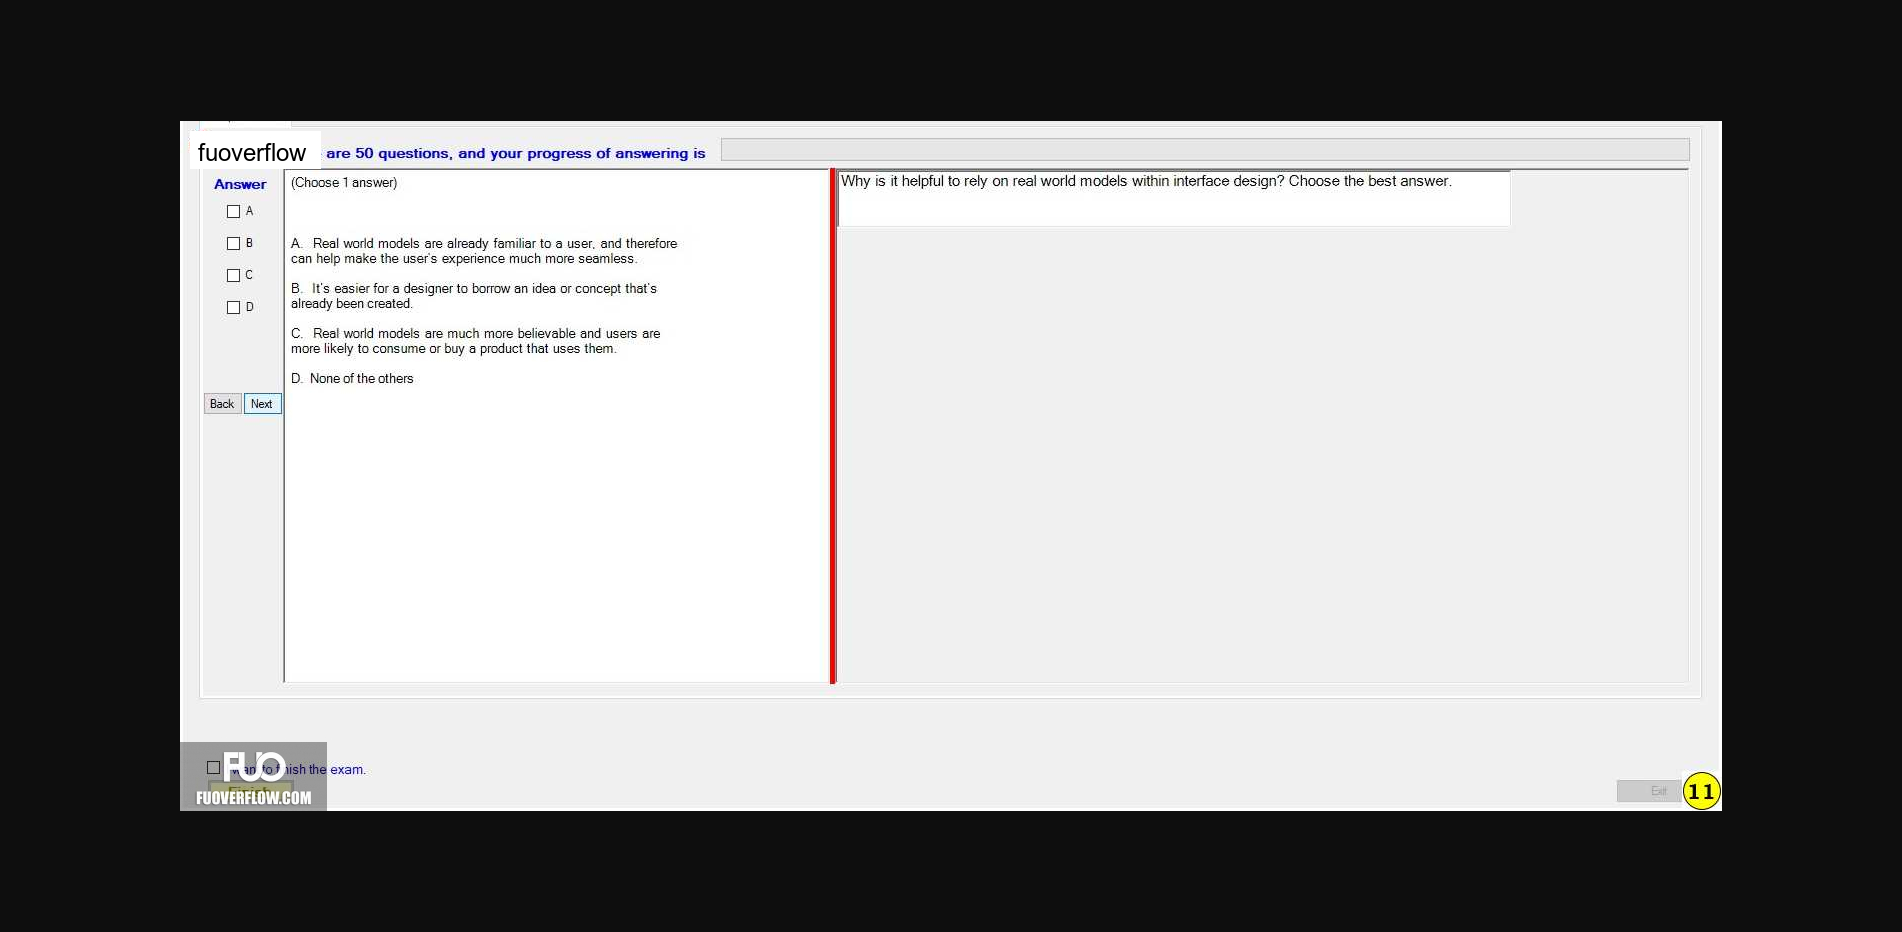 fuoverflow are 50 questions, and your progress of answering is
Answer
A
B
C
D
Back Next
(Choose 1 answer)
A. Real world models are already familiar to a user, and therefore
can help make the user's experience much more seamless.
B. It's easier for a designer to borrow an idea or concept that's
already been created.
C. Real world models are much more believable and users are
more likely to consume or buy a product that uses them.
D. None of the others
Why is it helpful to rely on real world models within interface design? Choose the best answer.
FUO
to the exam.
Finish
FUOVERFLOW.COM
Exit
11